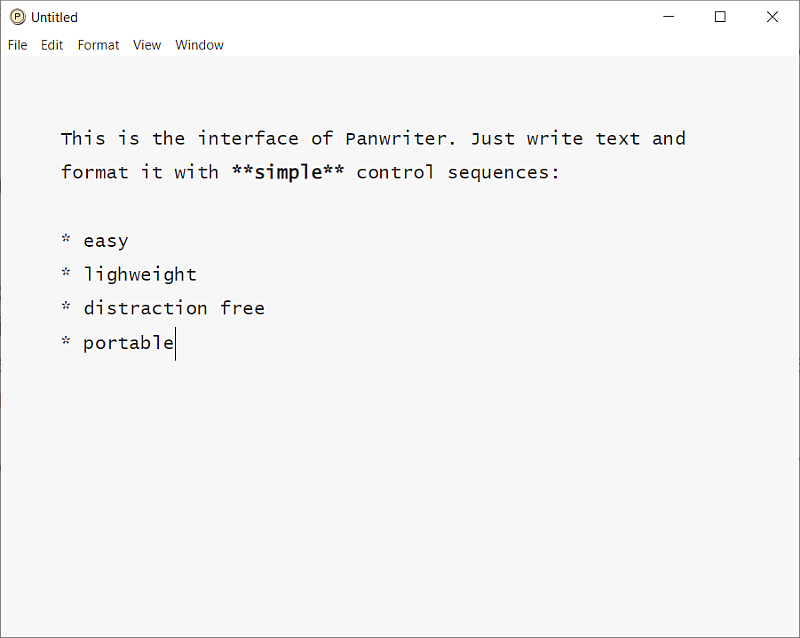 Untitled
File Edit Format View Window
This is the interface of Panwriter. Just write text and
format it with **simple** control sequences:
* easy
* lighweight
* distraction free
* portable